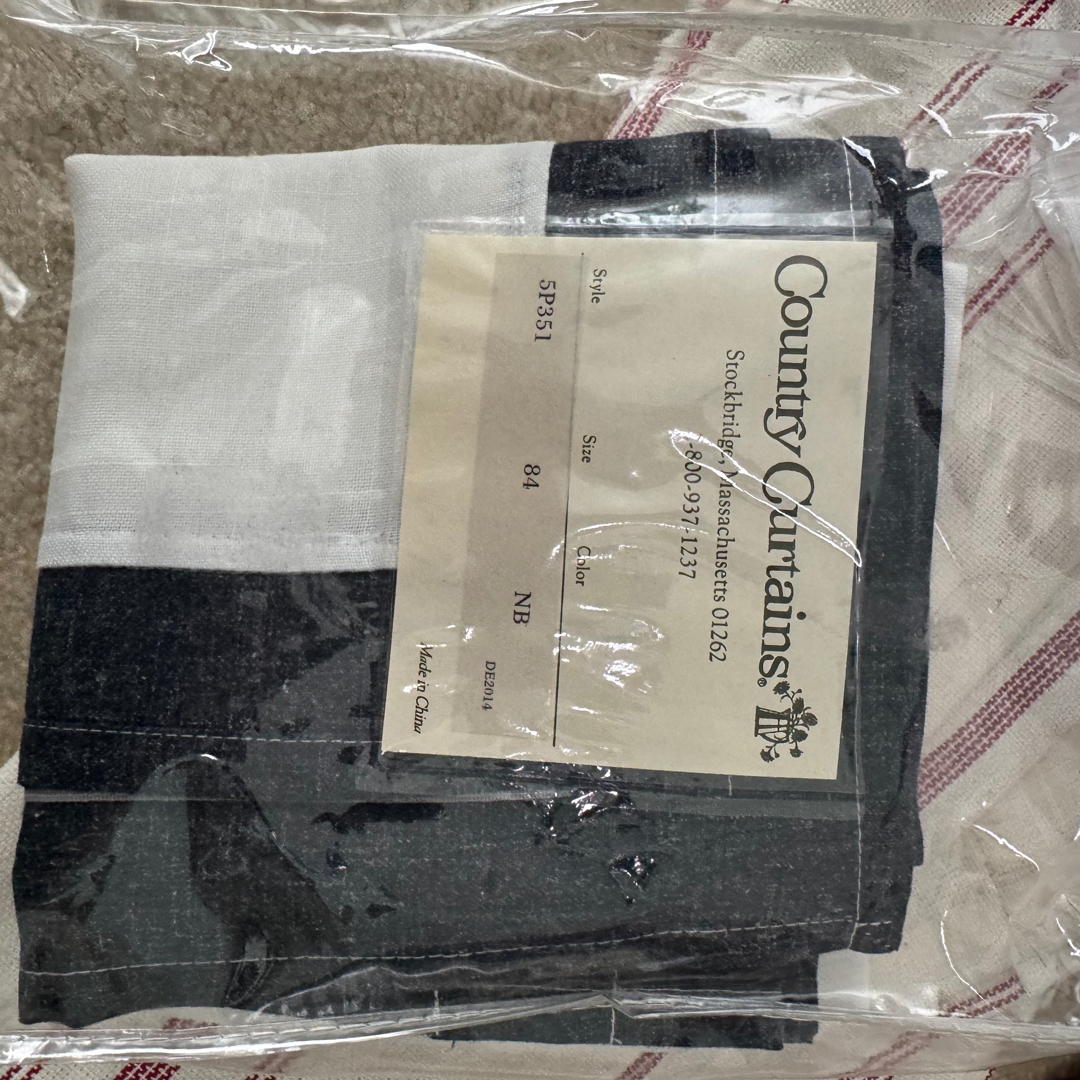 Country Curtains®
Stockbridge, Massachusetts 01262
-800-937-1237
Style Size Color
5P351 84 NB
DE2014
Made in China